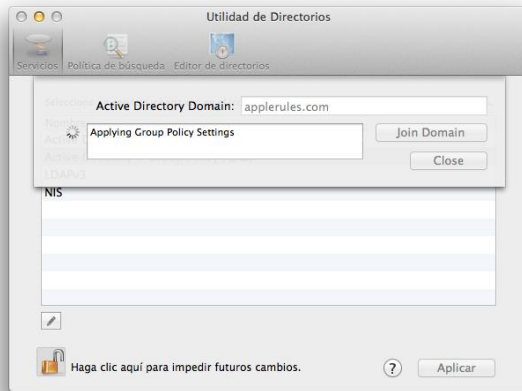 Utilidad de Directorios
Servicios
Política de búsqueda
Editor de directorios
Active Directory Domain: applerules.com
Applying Group Policy Settings
Join Domain
Close
LDAPv3
NIS
Haga clic aquí para impedir futuros cambios.
?
Aplicar